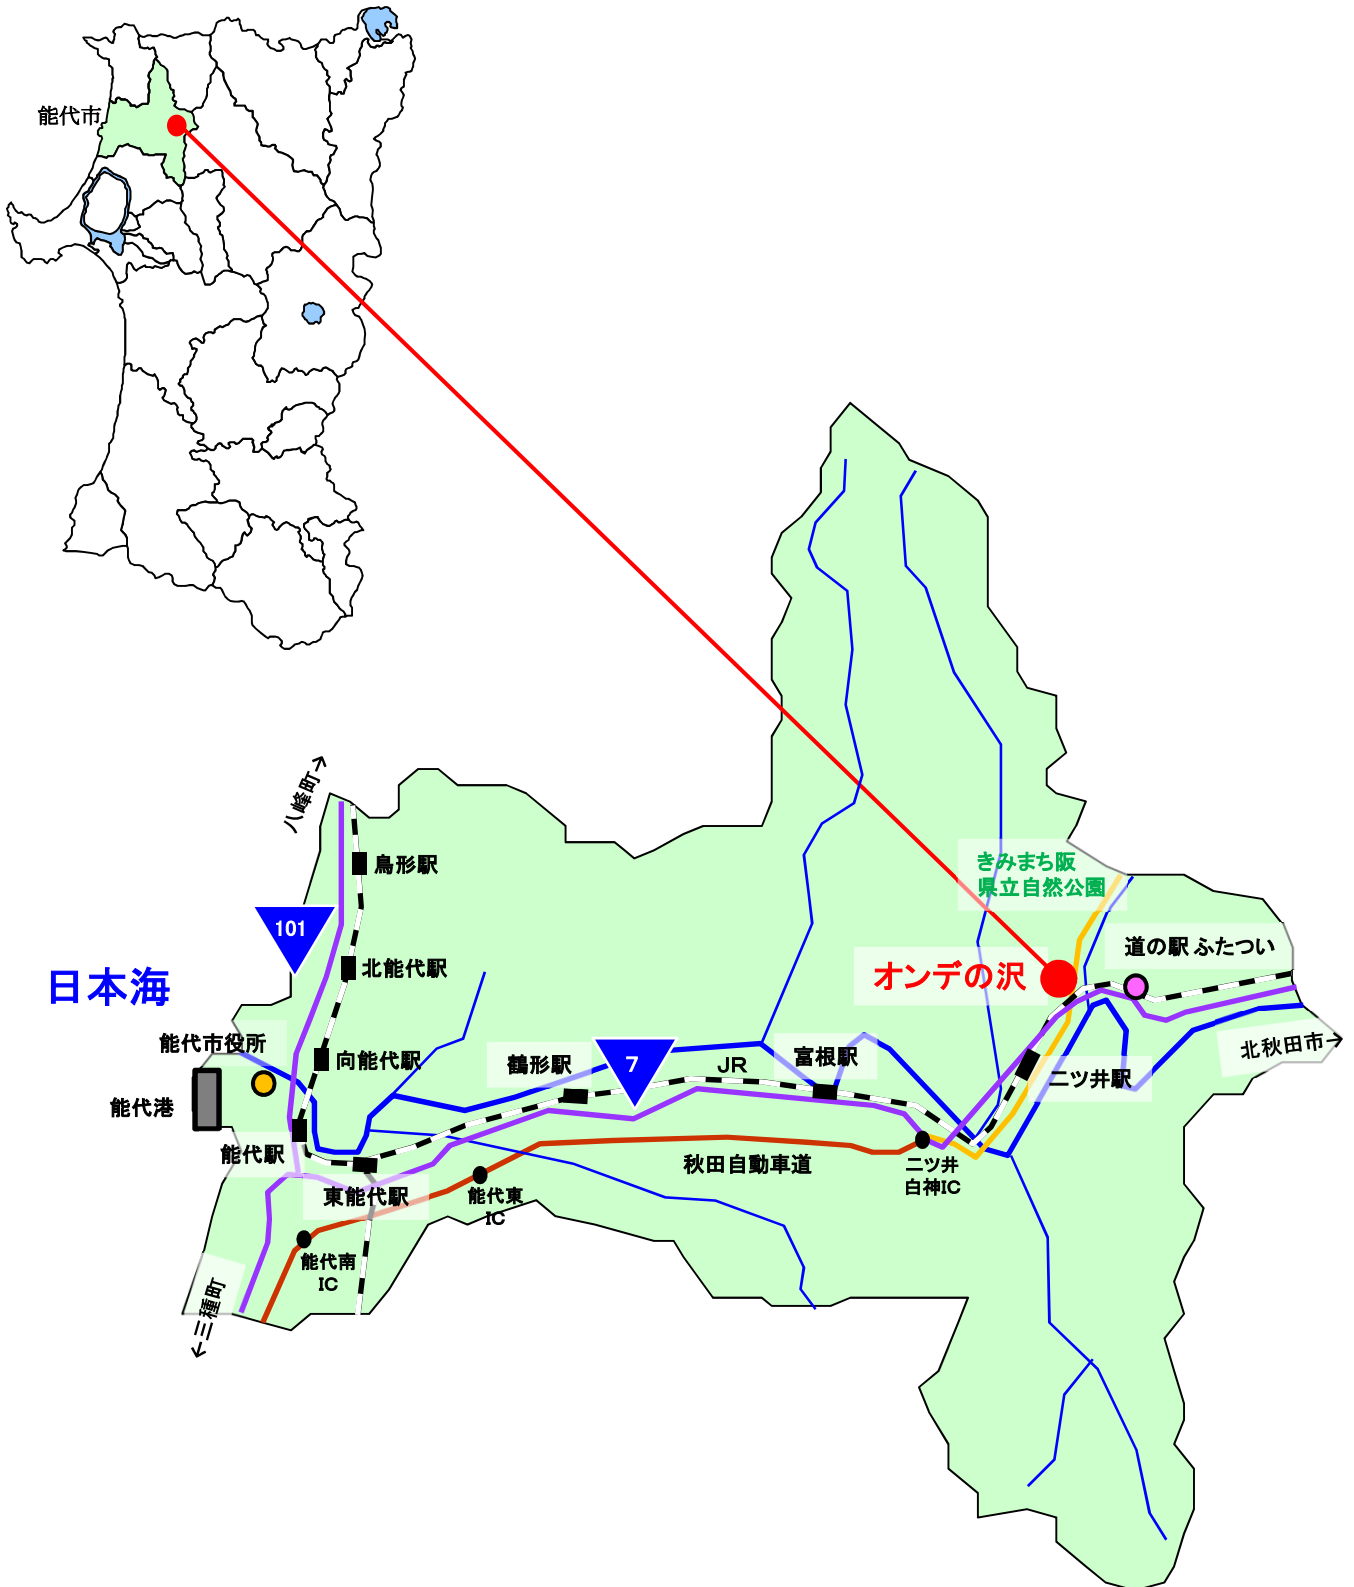 能代市
八峰町→
鳥形駅
きみまち阪
県立自然公園
101
道の駅 ふたつい
北能代駅
オンデの沢
日本海
能代市役所
向能代駅
鶴形駅
7
JR
富根駅
北秋田市→
二ツ井駅
能代港
能代駅
秋田自動車道
二ツ井
白神IC
東能代駅
能代東
IC
能代南
IC
←三種町